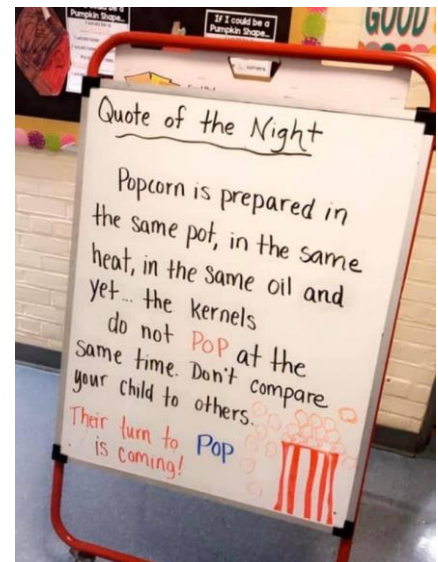 If I could be a
Pumpkin Shape...
GOOD
Quote of the Night
Popcorn is prepared in
the same pot, in the same
heat, in the same oil and
yet... the kernels
do not POP at the
same time. Don't compare
your child to others.
Their turn to POP
is coming!